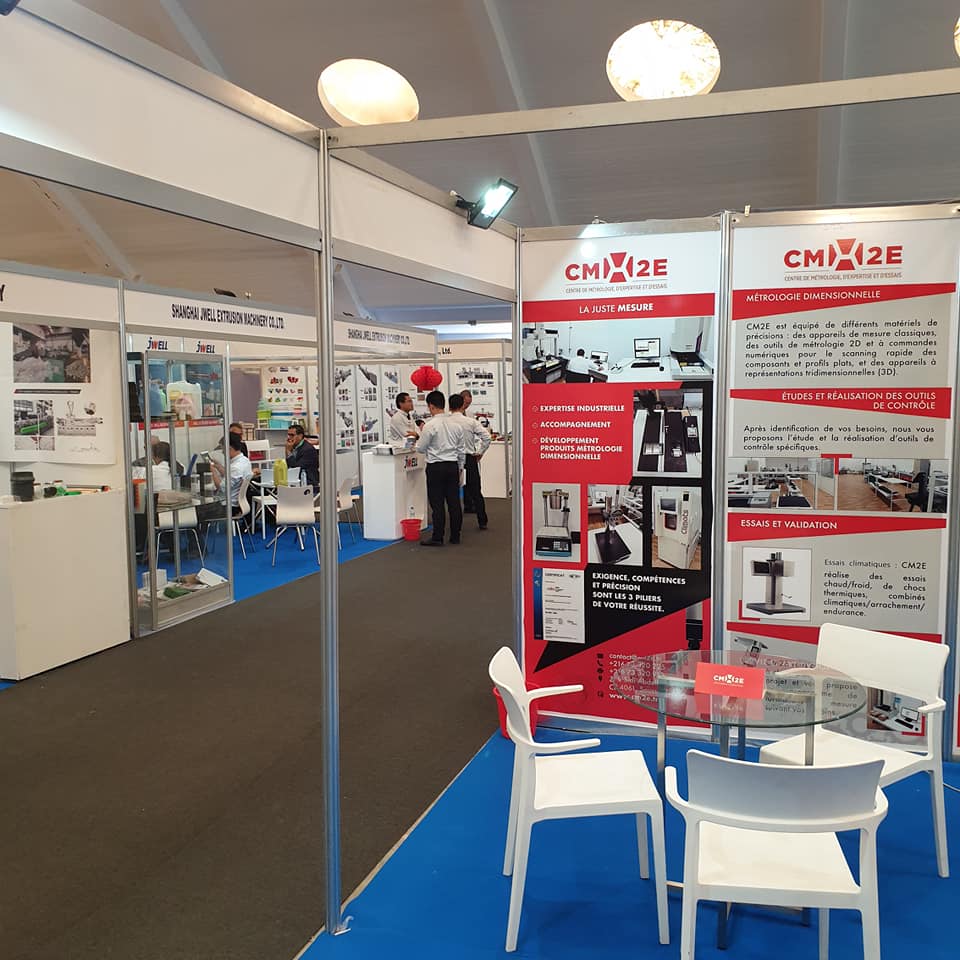 Y
SHANGHAI JWELL EXTRUSION MACHINERY CO.,LTD.
SHANGHAI JWELL EXTRUSION MACHINERY CO.,LTD.
Ltd.
JWELL
JWELL
JWELL
CM2E
CENTRE DE MÉTROLOGIE, D'EXPERTISE ET D'ESSAIS
LA JUSTE MESURE
EXPERTISE INDUSTRIELLE
ACCOMPAGNEMENT
DÉVELOPPEMENT
PRODUITS MÉTROLOGIE
DIMENSIONNELLE
EXIGENCE, COMPÉTENCES
ET PRÉCISION
SONT LES 3 PILIERS
DE VOTRE RÉUSSITE.
CM2E
CENTRE DE MÉTROLOGIE, D'EXPERTISE ET D'ESSAIS
MÉTROLOGIE DIMENSIONNELLE
CM2E est équipé de différents matériels de
précisions : des appareils de mesure classiques,
des outils de métrologie 2D et à commandes
numériques pour le scanning rapide des
composants et profils plats, et des appareils à
représentations tridimensionnelles (3D).
ÉTUDES ET RÉALISATION DES OUTILS
DE CONTRÔLE
Après identification de vos besoins, nous vous
proposons l'étude et la réalisation d'outils de
contrôle spécifiques.
ESSAIS ET VALIDATION
Essais climatiques : CM2E
réalise des essais
chaud/froid, de chocs
thermiques, combinés
climatiques/arrachement/
endurance.
CM2E